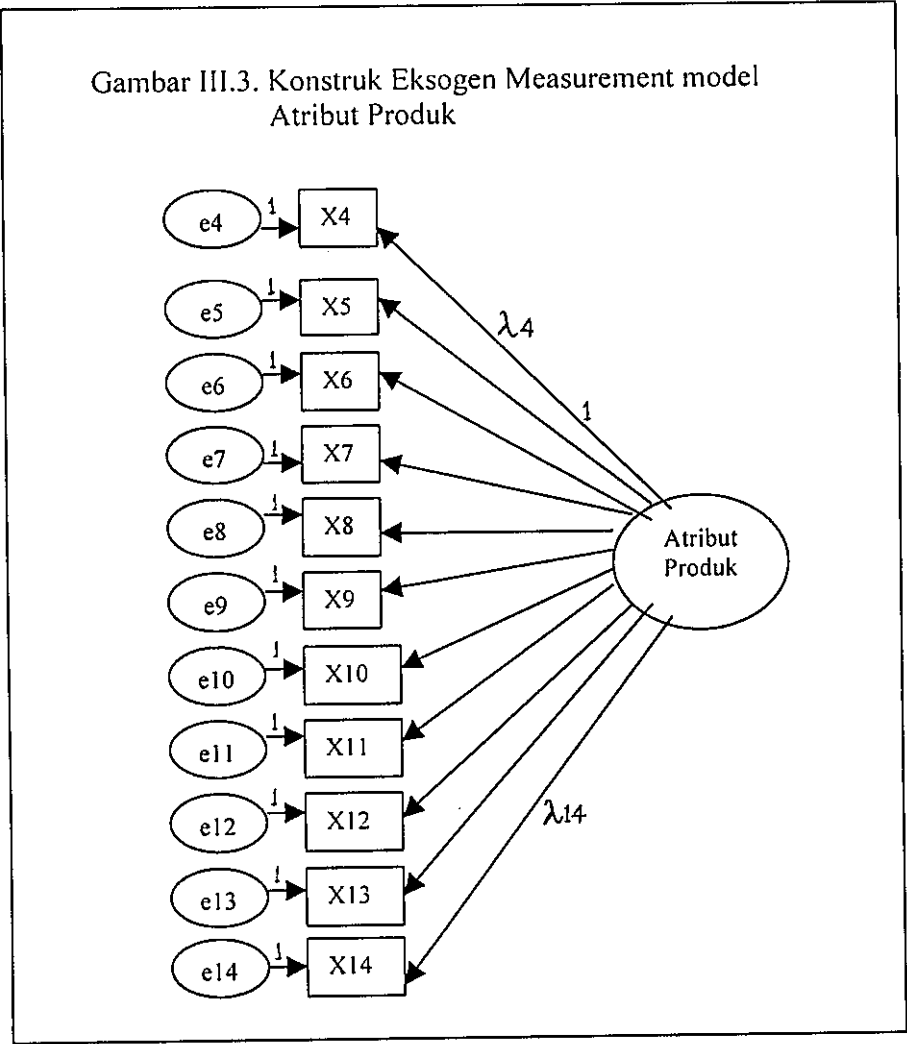 Gambar III.3. Konstruk Eksogen Measurement model
Atribut Produk
e4 1 X4
e5 1 X5
λ4
e6 1 X6
1
e7 1 X7
e8 1 X8
Atribut
Produk
e9 1 X9
e10 1 X10
e11 1 X11
e12 1 X12
λ14
e13 1 X13
e14 1 X14